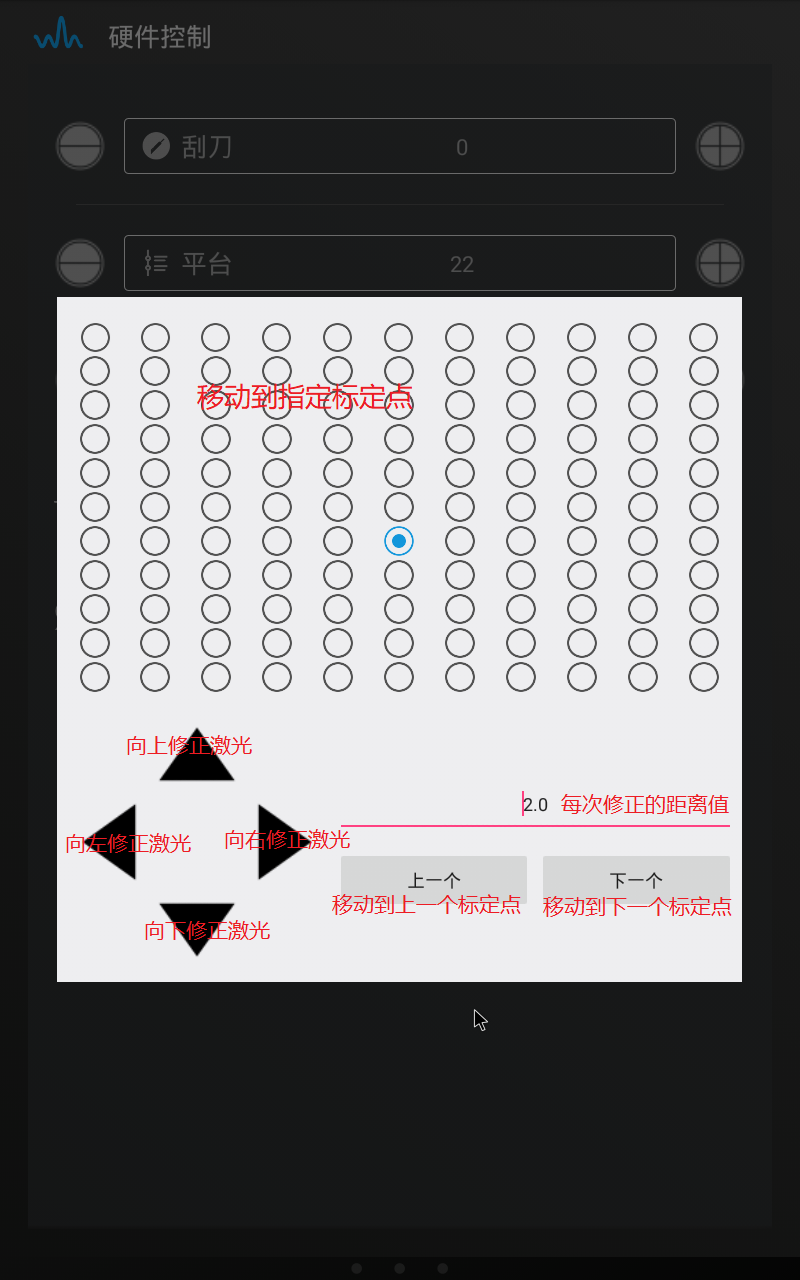 硬件控制
刮刀 0
平台 22
移动到指定标定点
向上修正激光
2.0 每次修正的距离值
向左修正激光 向右修正激光
上一个 下一个
移动到上一个标定点 移动到下一个标定点
向下修正激光